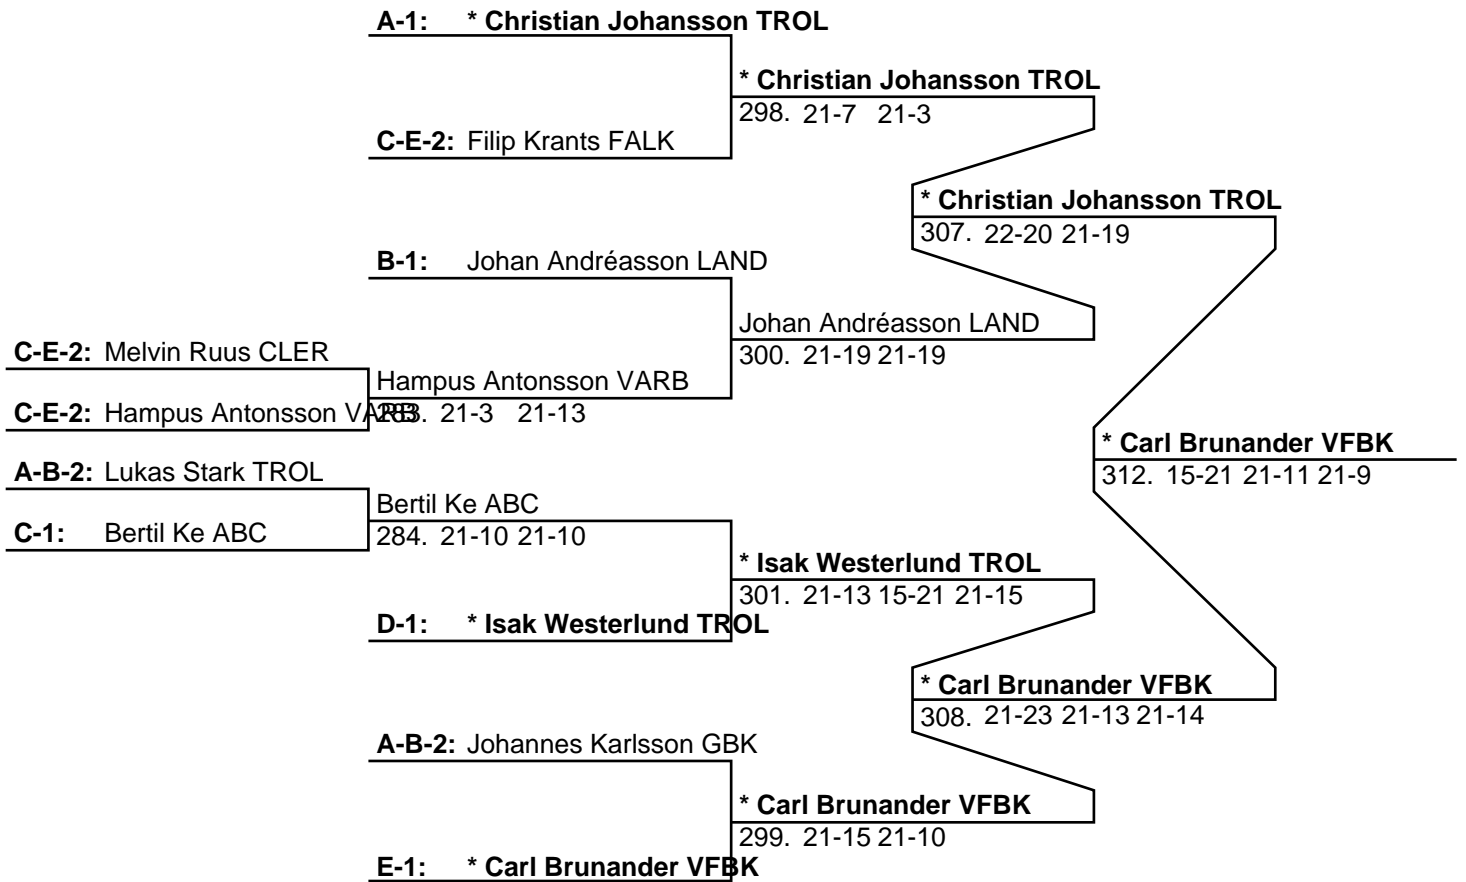 A-1: * Christian Johansson TROL
* Christian Johansson TROL
298. 21-7 21-3
C-E-2: Filip Krants FALK
* Christian Johansson TROL
307. 22-20 21-19
B-1: Johan Andréasson LAND
Johan Andréasson LAND
300. 21-19 21-19
C-E-2: Melvin Ruus CLER
Hampus Antonsson VARB
C-E-2: Hampus Antonsson VARB
283. 21-3 21-13
* Carl Brunander VFBK
312. 15-21 21-11 21-9
A-B-2: Lukas Stark TROL
Bertil Ke ABC
C-1: Bertil Ke ABC
284. 21-10 21-10
* Isak Westerlund TROL
301. 21-13 15-21 21-15
D-1: * Isak Westerlund TROL
* Carl Brunander VFBK
308. 21-23 21-13 21-14
A-B-2: Johannes Karlsson GBK
* Carl Brunander VFBK
299. 21-15 21-10
E-1: * Carl Brunander VFBK